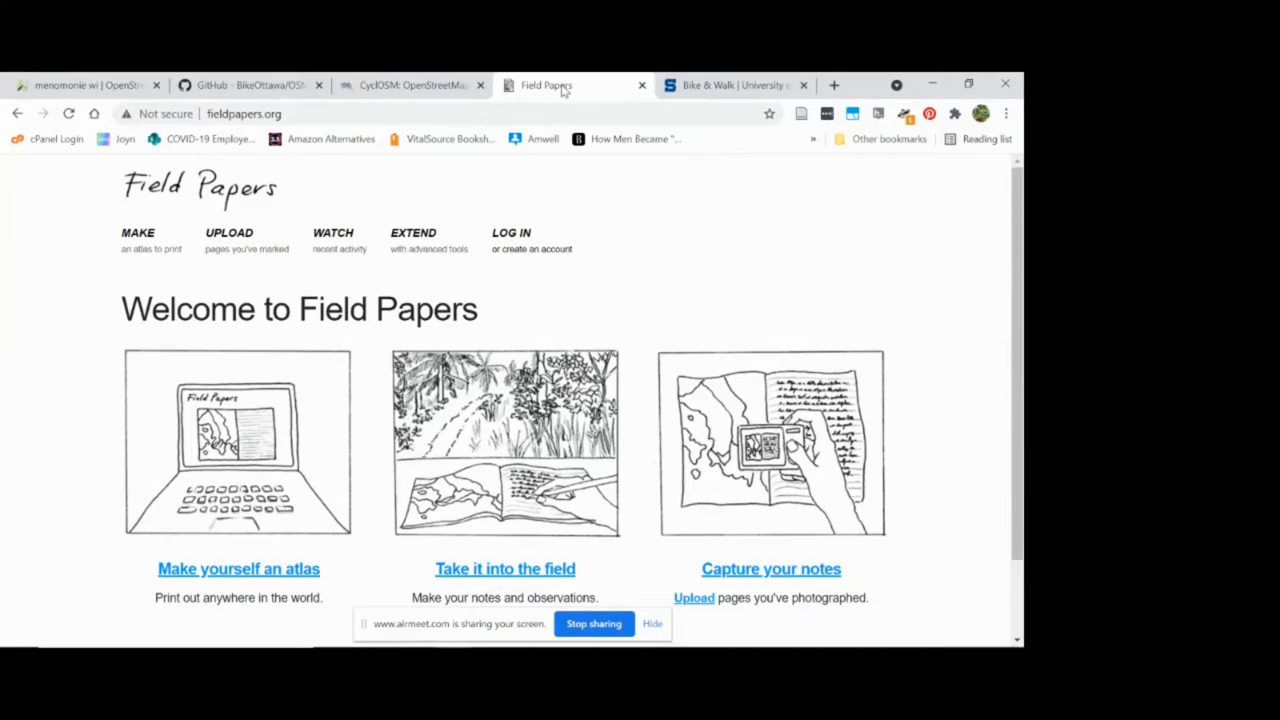 menomonie wi | OpenStre GitHub - BikeOttawa/OSM CyclOSM: OpenStreetMap Field Papers Bike & Walk | University o
Not secure fieldpapers.org
cPanel Login Joyn COVID-19 Employe... Amazon Alternatives VitalSource Booksh... Amwell How Men Became "... » Other bookmarks Reading list
Field Papers
MAKE UPLOAD WATCH EXTEND LOG IN
an atlas to print pages you've marked recent activity with advanced tools or create an account
Welcome to Field Papers
Field Papers
Make yourself an atlas Take it into the field Capture your notes
Print out anywhere in the world. Make your notes and observations. Upload pages you've photographed.
www.airmeet.com is sharing your screen. Stop sharing Hide